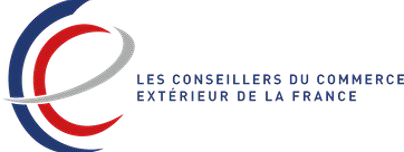 LES CONSEILLERS DU COMMERCE
EXTÉRIEUR DE LA FRANCE